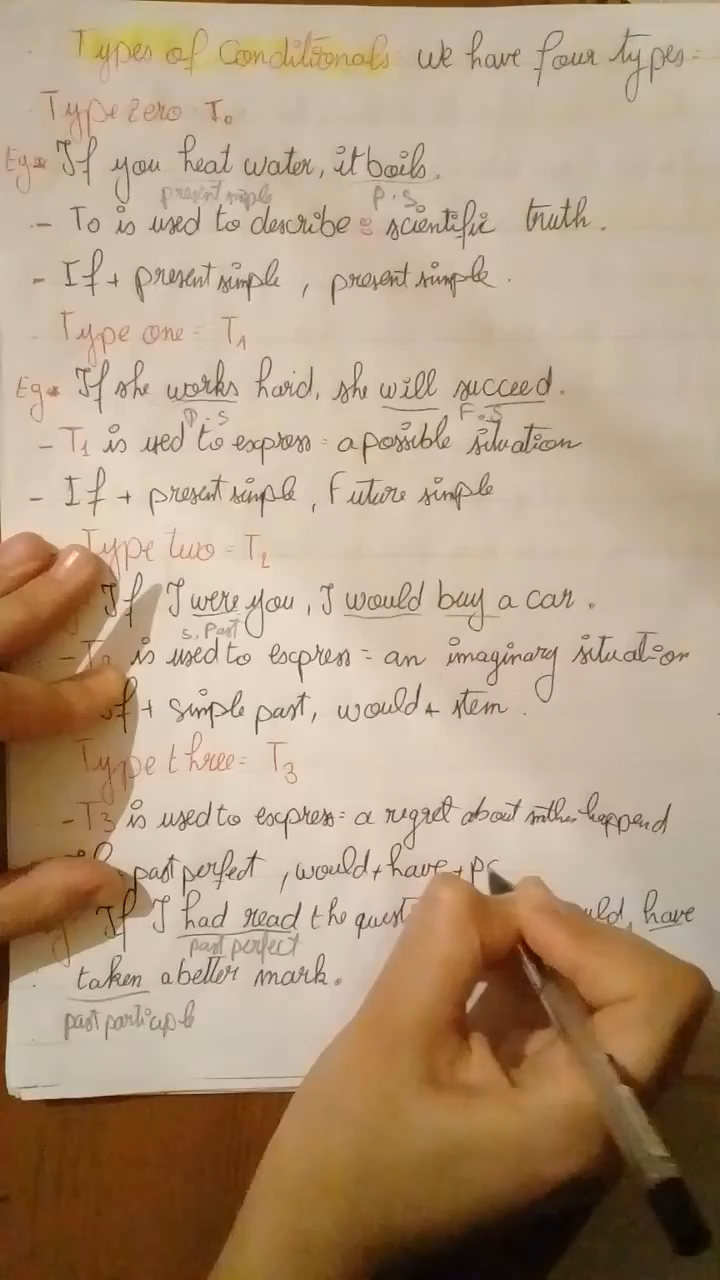 Types of Conditionals we have four types =
Type zero = T₀
Eg = If you heat water, it boils.
present simple P.S
- T0 is used to describe = scientific truth.
- If + present simple, present simple.
- Type one = T₁
Eg = If she works hard, she will succeed.
P.S F.S
- T₁ is used to express = a possible situation
- If + present simple, Future simple
Type two = T₂
If I were you, I would buy a car.
s. Past
is used to express = an imaginary situation
If + simple past, would + stem.
Type three = T₃
- T3 is used to express = a regret about happend
past perfect, would + have + P
If I had read the have
past perfect
taken a better mark.
past participle